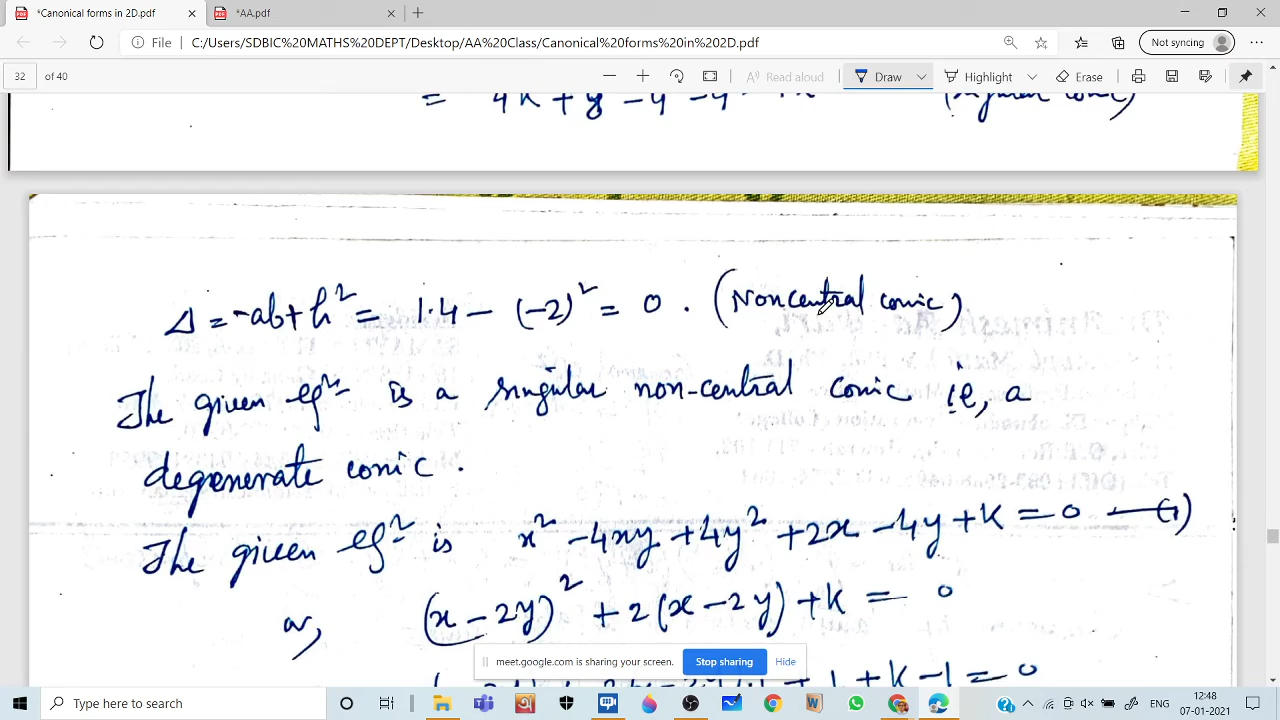 *Canonical forms in 2D.pdf
*AA.pdf
File C:/Users/SDBIC%20MATHS%20DEPT/Desktop/AA%20Class/Canonical%20forms%20in%202D.pdf
Not syncing
32 of 40
Read aloud
Draw
Highlight
Erase
Δ = -ab+h² = 1.4 - (-2)² = 0 . (Noncentral conic)
The given eqⁿ is a singular non-central conic ie, a
degenerate conic .
The given eqⁿ is x² - 4xy + 4y² + 2x - 4y + K = 0 — (1)
or, (x - 2y)² + 2(x - 2y) + K = 0
+ 1 + K - 1 = 0
meet.google.com is sharing your screen.
Stop sharing
Hide
Type here to search
ENG
12:48
07-01-2021